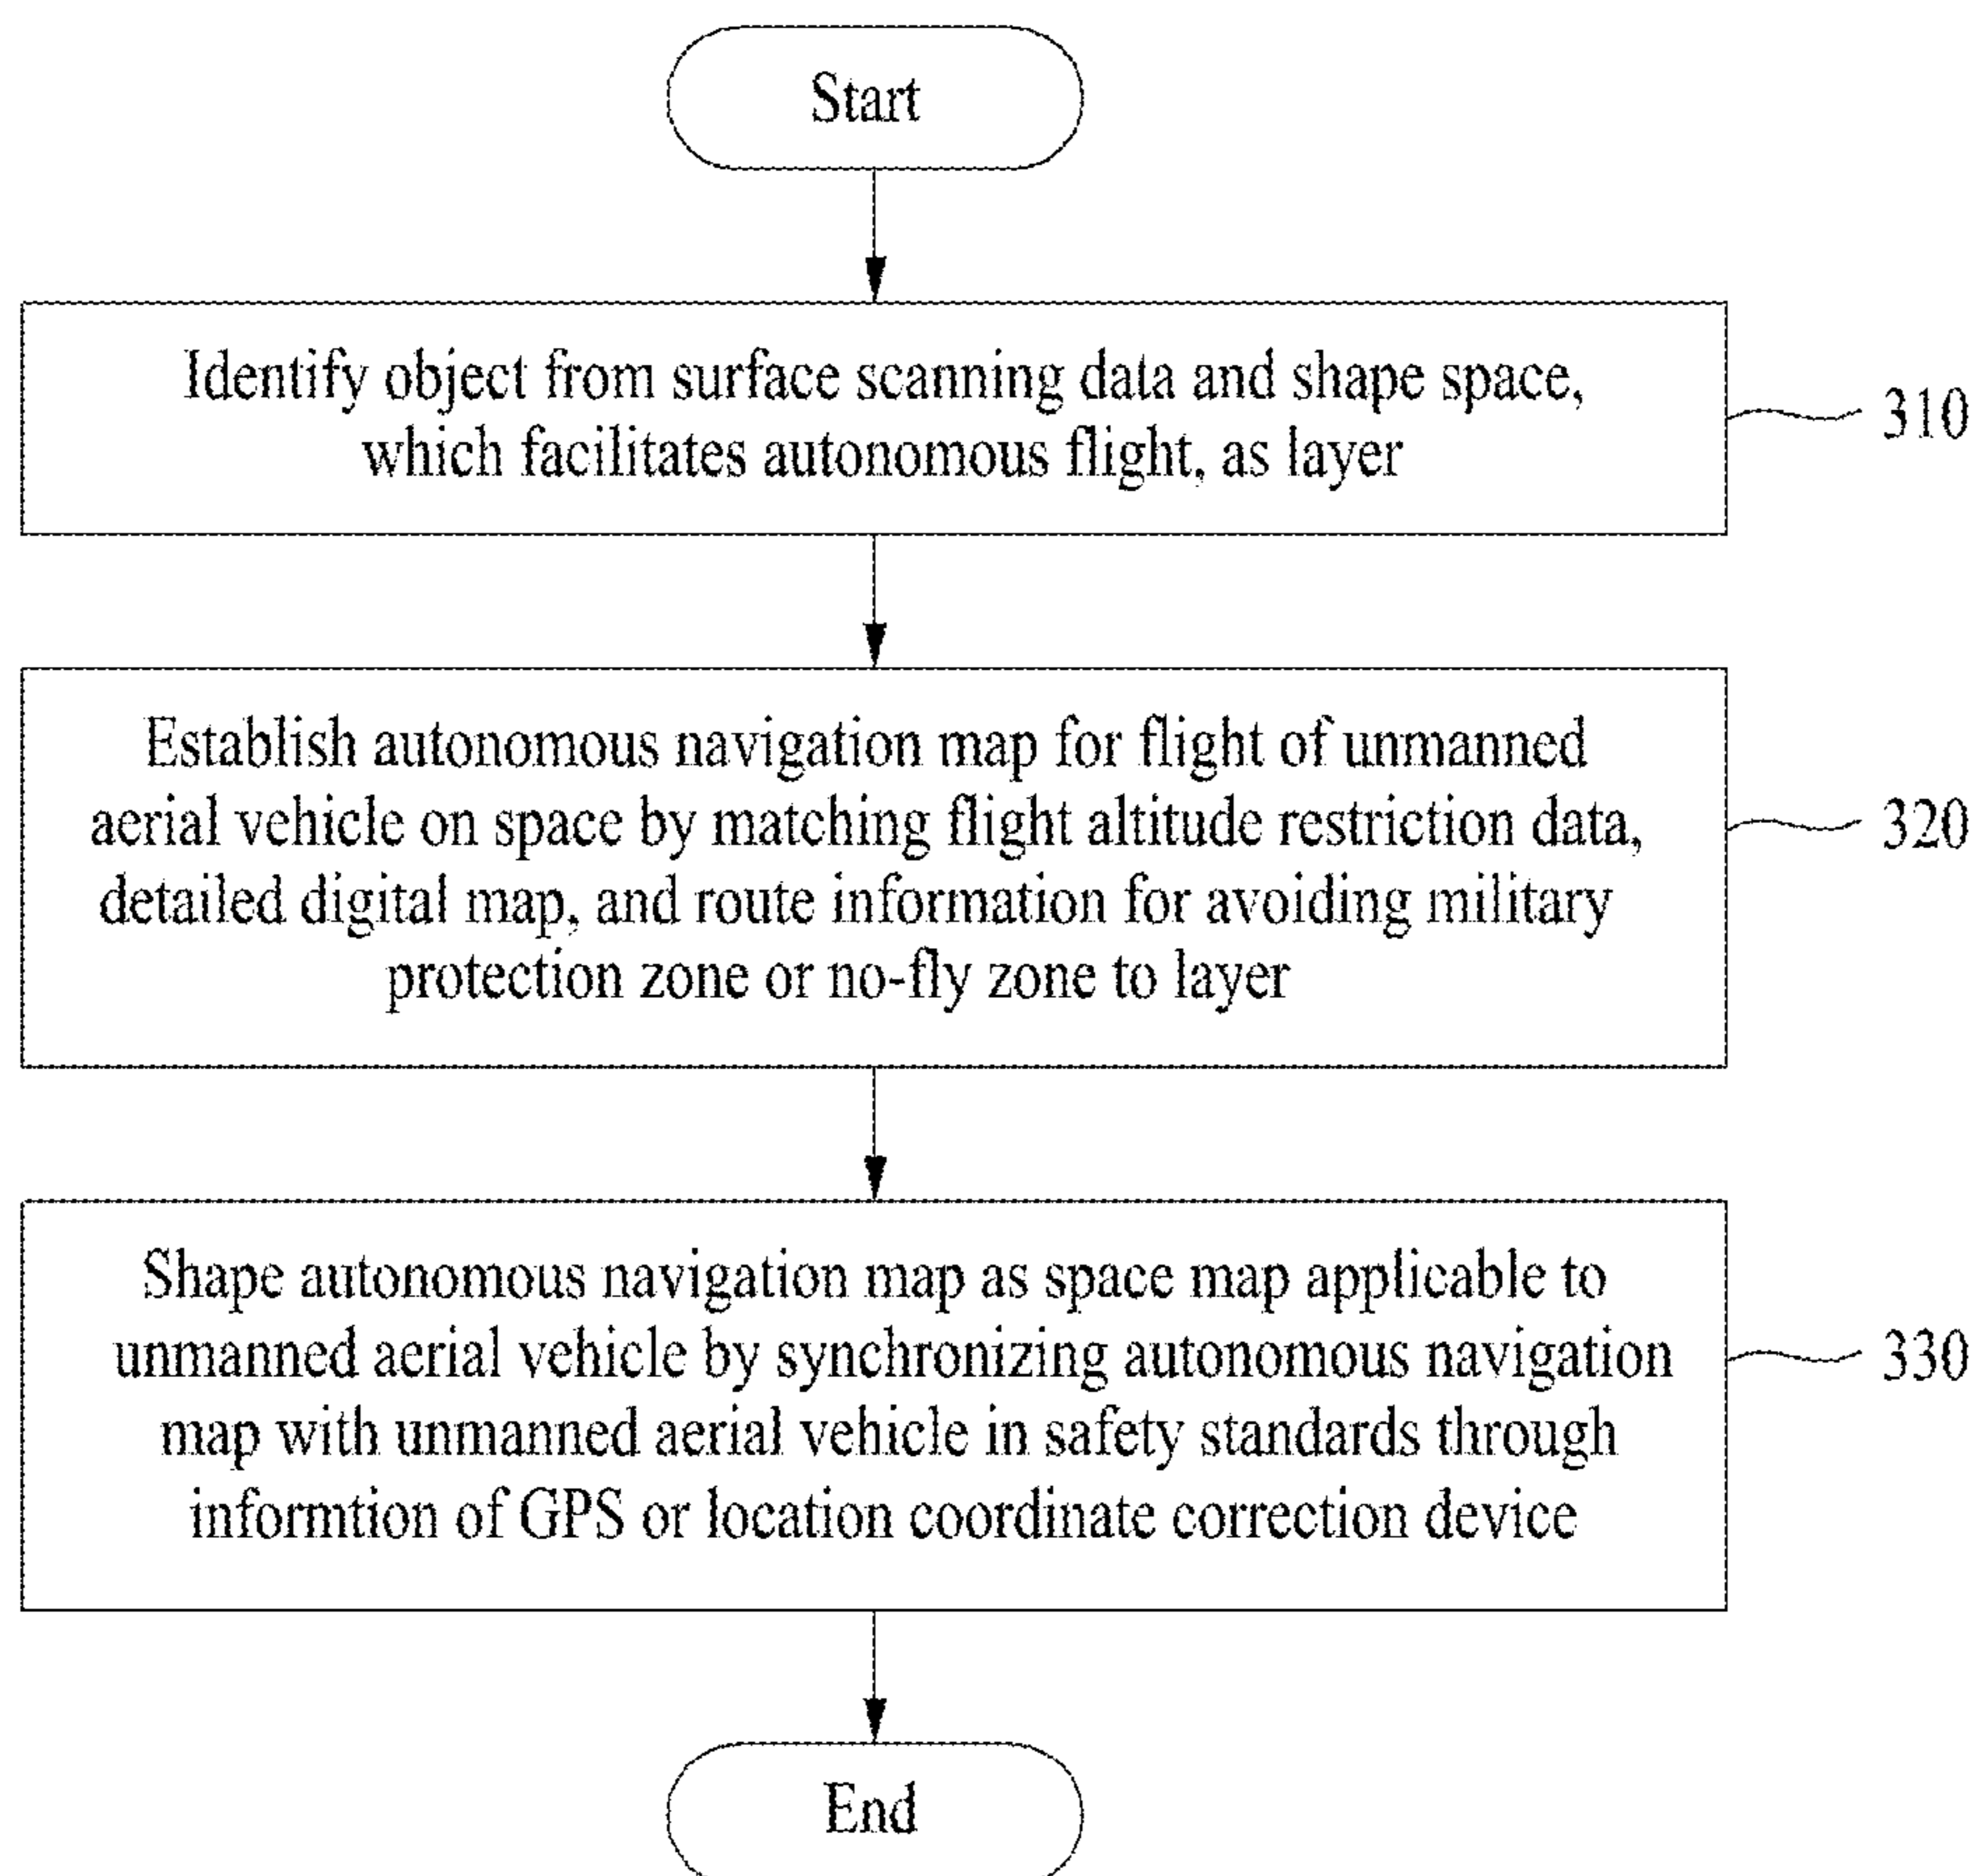 Start
Identify object from surface scanning data and shape space,
which facilitates autonomous flight, as layer
310
Establish autonomous navigation map for flight of unmanned
aerial vehicle on space by matching flight altitude restriction data,
detailed digital map, and route information for avoiding military
protection zone or no-fly zone to layer
320
Shape autonomous navigation map as space map applicable to
unmanned aerial vehicle by synchronizing autonomous navigation
map with unmanned aerial vehicle in safety standards through
informtion of GPS or location coordinate correction device
330
End